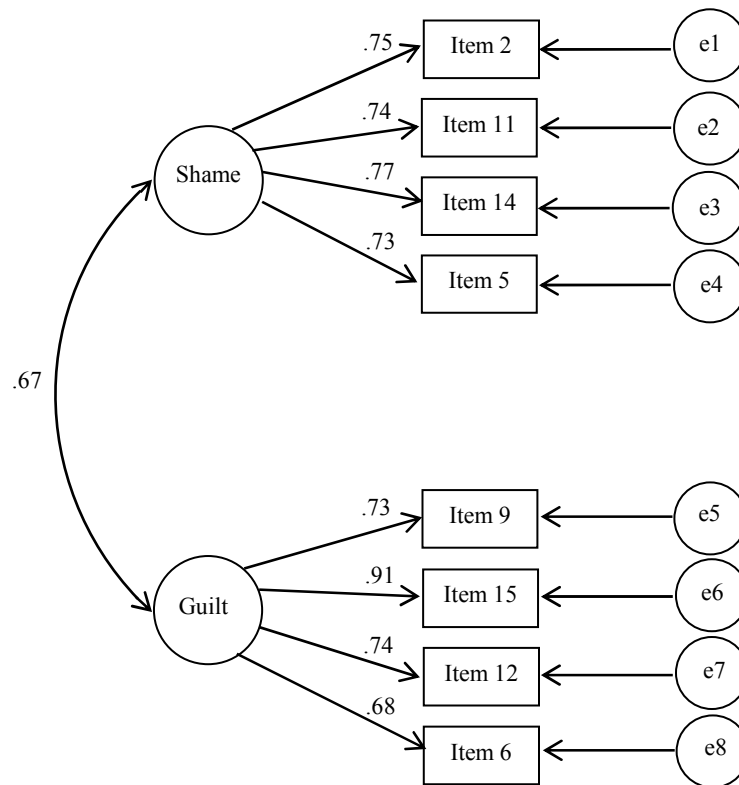 .75
Item 2
e1
.74
Item 11
e2
Shame
.77
Item 14
e3
.73
Item 5
e4
.67
.73
Item 9
e5
.91
Item 15
e6
Guilt
.74
Item 12
e7
.68
Item 6
e8